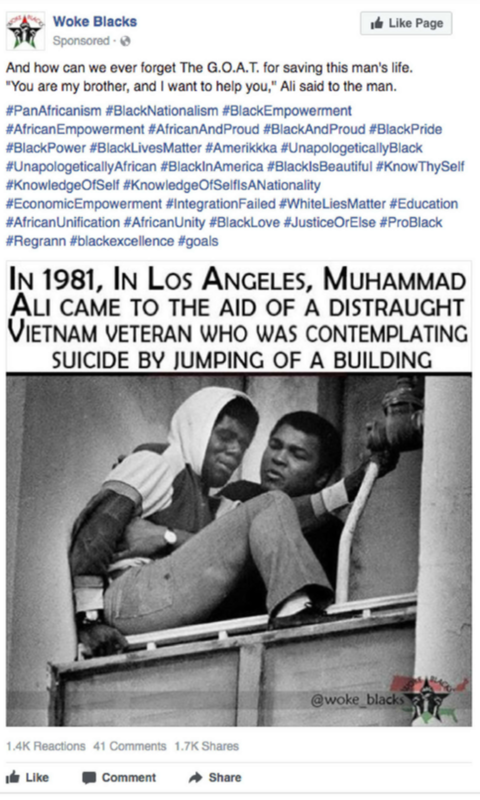 Woke Blacks
Like Page
Sponsored ·
And how can we ever forget The G.O.A.T. for saving this man's life.
"You are my brother, and I want to help you," Ali said to the man.
#PanAfricanism #BlackNationalism #BlackEmpowerment
#AfricanEmpowerment #AfricanAndProud #BlackAndProud #BlackPride
#BlackPower #BlackLivesMatter #Amerikkka #UnapologeticallyBlack
#UnapologeticallyAfrican #BlackInAmerica #BlackIsBeautiful #KnowThySelf
#KnowledgeOfSelf #KnowledgeOfSelfIsANationality
#EconomicEmpowerment #IntegrationFailed #WhiteLiesMatter #Education
#AfricanUnification #AfricanUnity #BlackLove #JusticeOrElse #ProBlack
#Regrann #blackexcellence #goals
IN 1981, IN LOS ANGELES, MUHAMMAD
ALI CAME TO THE AID OF A DISTRAUGHT
VIETNAM VETERAN WHO WAS CONTEMPLATING
SUICIDE BY JUMPING OF A BUILDING
@woke_blacks
1.4K Reactions 41 Comments 1.7K Shares
Like Comment Share